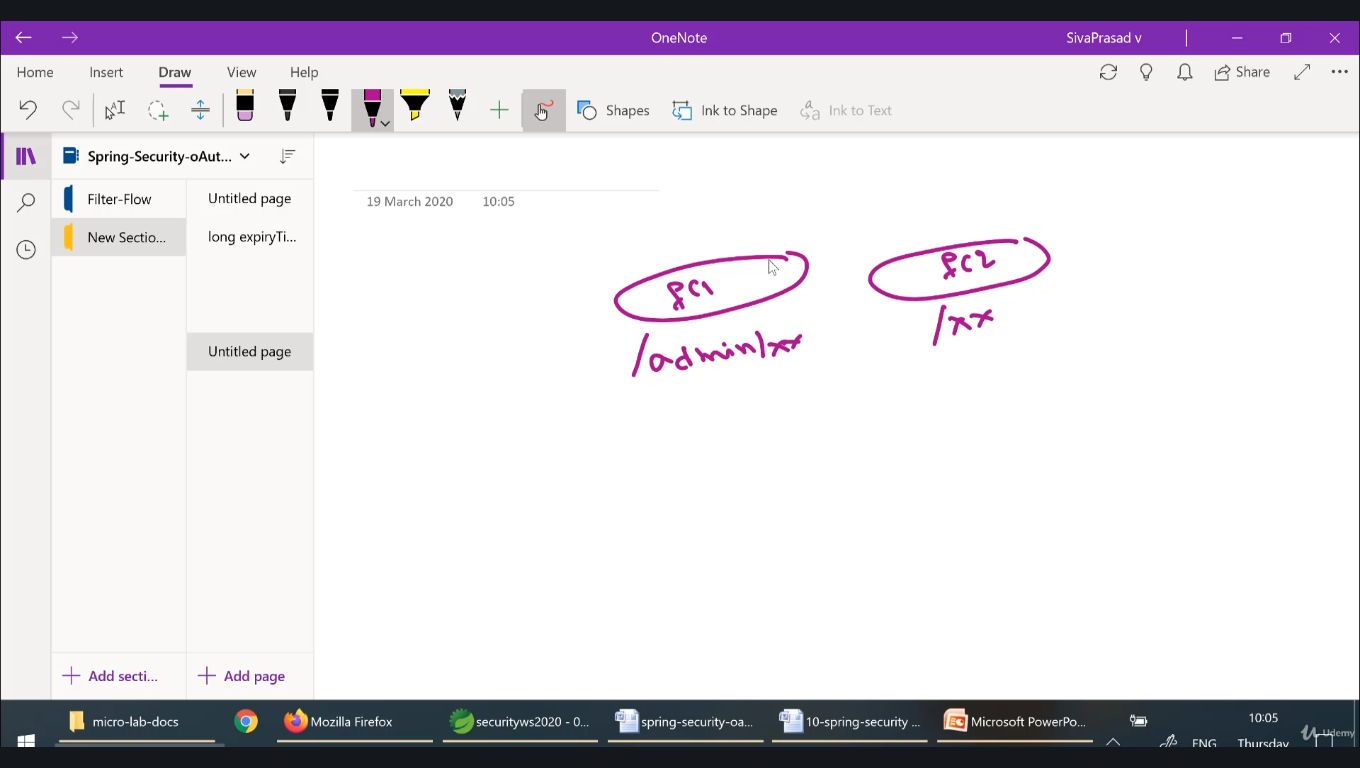 OneNote
SivaPrasad v
Home Insert Draw View Help
Share
Shapes Ink to Shape Ink to Text
Spring-Security-oAut...
Filter-Flow
New Sectio...
Untitled page
long expiryTi...
Untitled page
19 March 2020 10:05
FC1
FC2
/admin/xx
/xx
Add secti...
Add page
micro-lab-docs
Mozilla Firefox
securityws2020 - 0...
spring-security-oa...
10-spring-security ...
Microsoft PowerPo...
10:05
ENG
Thursday
Udemy